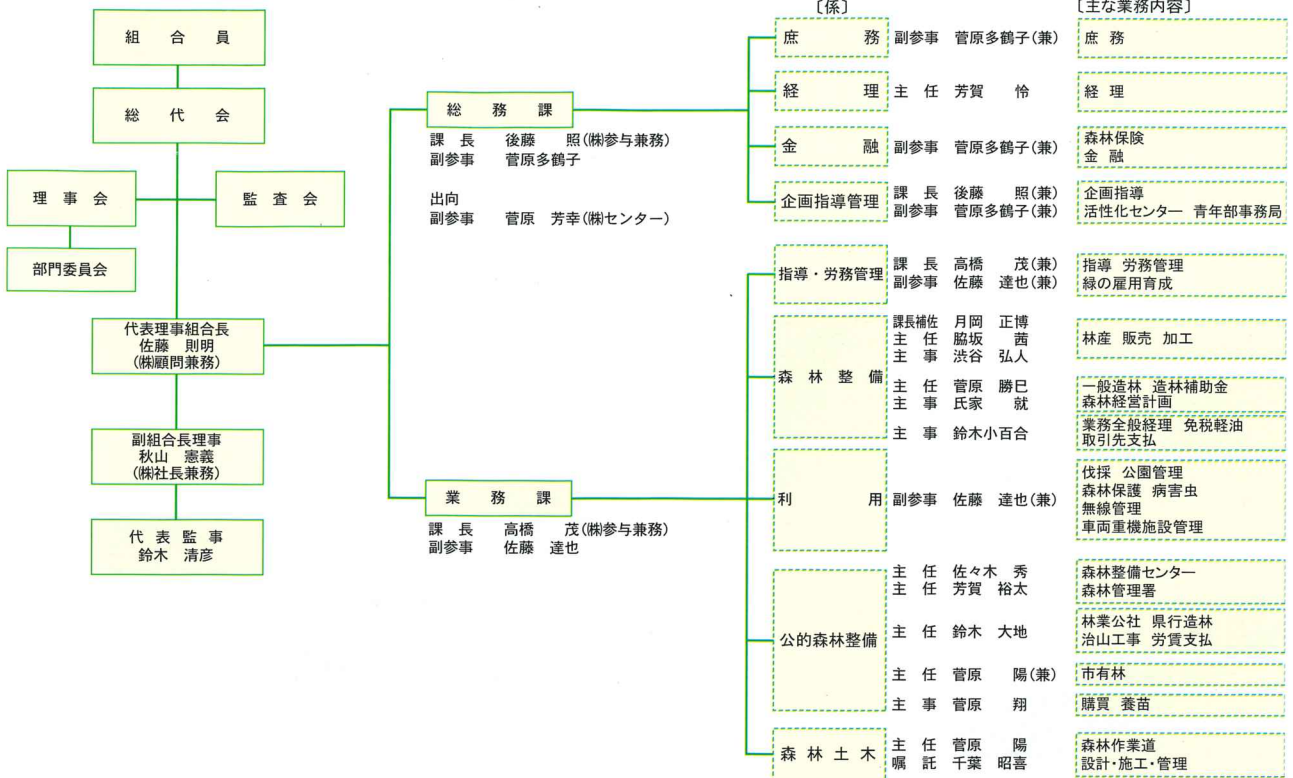 組合員
総代会
理事会
監査会
部門委員会
代表理事組合長
佐藤 則明
(㈱顧問兼務)
副組合長理事
秋山 憲義
(㈱社長兼務)
代表監事
鈴木 清彦
総務課
課長 後藤 照(㈱参与兼務)
副参事 菅原多鶴子
出向
副参事 菅原 芳幸(㈱センター)
業務課
課長 高橋 茂(㈱参与兼務)
副参事 佐藤 達也
〔係〕
〔主な業務内容〕
庶務 副参事 菅原多鶴子(兼) 庶務
経理 主任 芳賀 怜 経理
金融 副参事 菅原多鶴子(兼)
森林保険
金融
企画指導管理
課長 後藤 照(兼)
副参事 菅原多鶴子(兼)
企画指導
活性化センター 青年部事務局
指導・労務管理
課長 高橋 茂(兼)
副参事 佐藤 達也(兼)
指導 労務管理
緑の雇用育成
森林整備
課長補佐 月岡 正博
主任 脇坂 茜
主事 渋谷 弘人
林産 販売 加工
主任 菅原 勝巳
主事 氏家 就
一般造林 造林補助金
森林経営計画
主事 鈴木小百合
業務全般経理 免税軽油
取引先支払
利用 副参事 佐藤 達也(兼)
伐採 公園管理
森林保護 病害虫
無線管理
車両重機施設管理
公的森林整備
主任 佐々木 秀
主任 芳賀 裕太
森林整備センター
森林管理署
主任 鈴木 大地
林業公社 県行造林
治山工事 労賃支払
主任 菅原 陽(兼) 市有林
主事 菅原 翔 購買 養苗
森林土木
主任 菅原 陽
嘱託 千葉 昭喜
森林作業道
設計・施工・管理